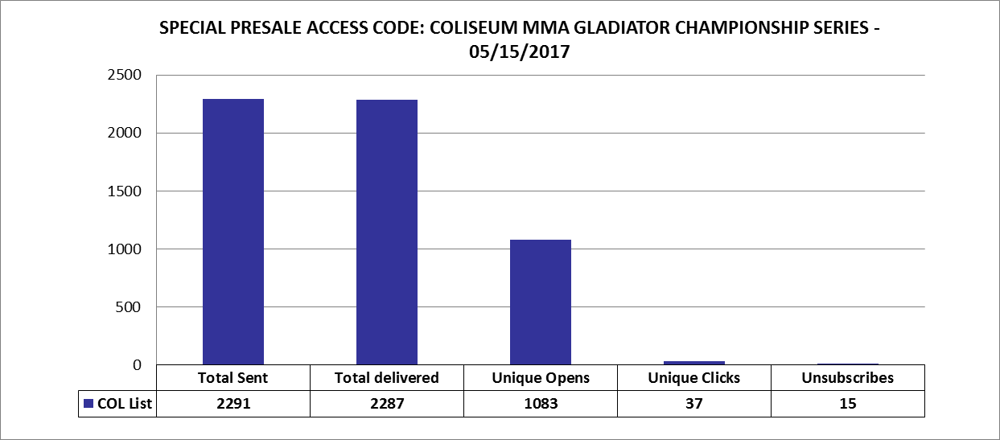 SPECIAL PRESALE ACCESS CODE: COLISEUM MMA GLADIATOR CHAMPIONSHIP SERIES -
05/15/2017
2500
2000
1500
1000
500
0
Total Sent Total delivered Unique Opens Unique Clicks Unsubscribes
COL List 2291 2287 1083 37 15